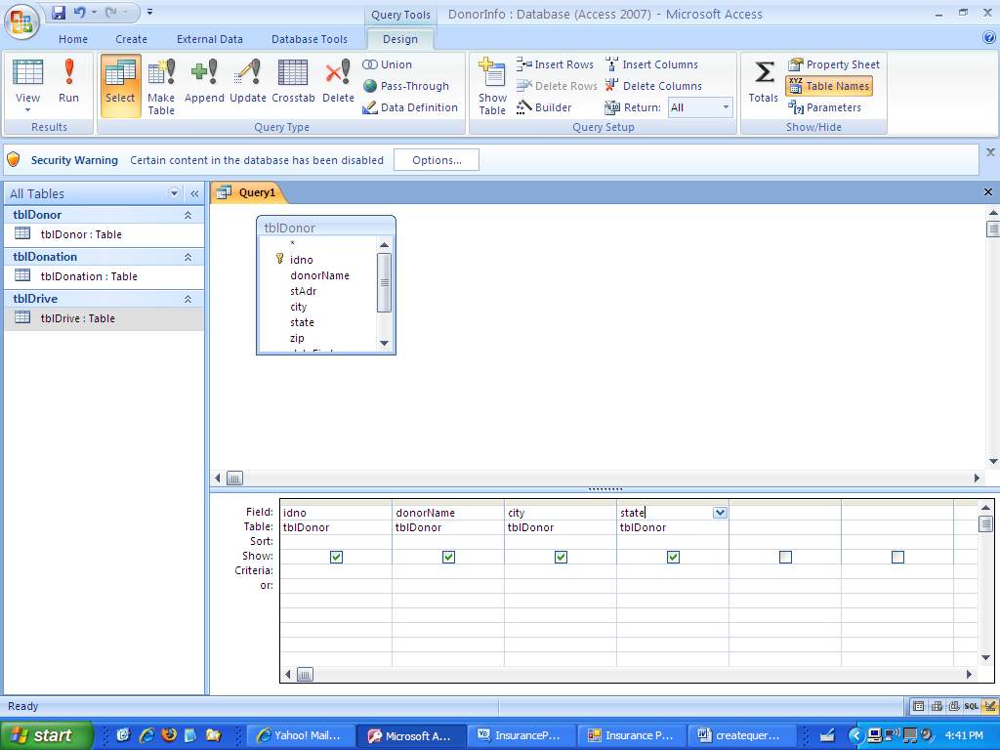 Query Tools
DonorInfo : Database (Access 2007) - Microsoft Access
Home Create External Data Database Tools Design
View
Run
Results
Select
Make Table
Append
Update
Crosstab
Delete
Union
Pass-Through
Data Definition
Query Type
Show Table
Insert Rows
Delete Rows
Builder
Insert Columns
Delete Columns
Return: All
Query Setup
Σ
Totals
Property Sheet
XYZ Table Names
[?] Parameters
Show/Hide
Security Warning Certain content in the database has been disabled Options...
All Tables
tblDonor
tblDonor : Table
tblDonation
tblDonation : Table
tblDrive
tblDrive : Table
Query1
tblDonor
*
idno
donorName
stAdr
city
state
zip
Field: idno donorName city state
Table: tblDonor tblDonor tblDonor tblDonor
Sort:
Show:
Criteria:
or:
Ready
SQL
start
Yahoo! Mail...
Microsoft A...
InsuranceP...
Insurance P...
createquer...
4:41 PM